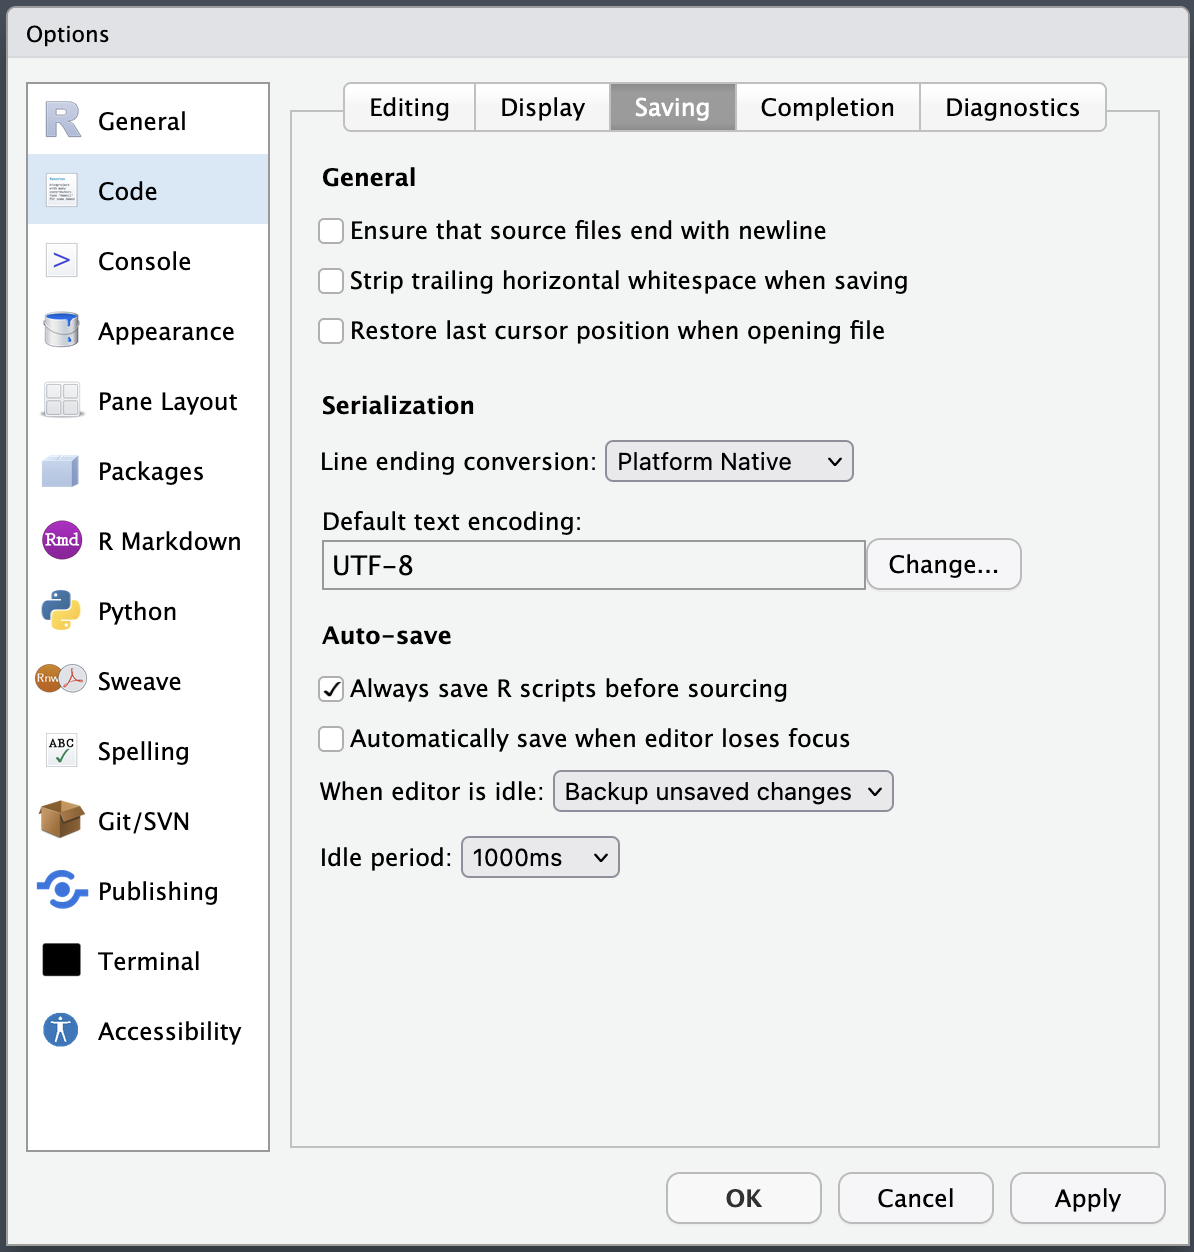 Options
General
Code
Console
Appearance
Pane Layout
Packages
Rmd
R Markdown
Python
Rnw
Sweave
ABC
Spelling
Git/SVN
Publishing
Terminal
Accessibility
Editing
Display
Saving
Completion
Diagnostics
General
Ensure that source files end with newline
Strip trailing horizontal whitespace when saving
Restore last cursor position when opening file
Serialization
Line ending conversion: Platform Native
Default text encoding:
UTF-8
Change...
Auto-save
Always save R scripts before sourcing
Automatically save when editor loses focus
When editor is idle: Backup unsaved changes
Idle period: 1000ms
OK
Cancel
Apply